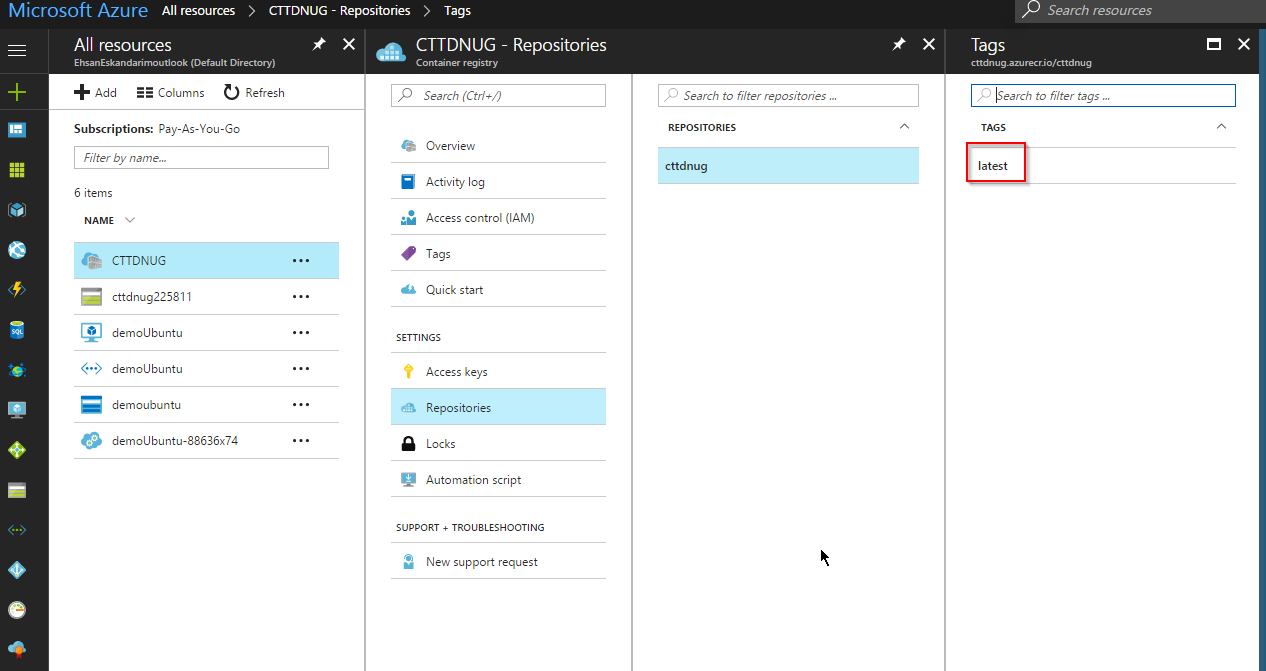 Microsoft Azure All resources > CTTDNUG - Repositories > Tags
Search resources
All resources
EhsanEskandarimoutlook (Default Directory)
Add Columns Refresh
Subscriptions: Pay-As-You-Go
Filter by name...
6 items
NAME
CTTDNUG
cttdnug225811
demoUbuntu
demoUbuntu
demoubuntu
demoUbuntu-88636x74
CTTDNUG - Repositories
Container registry
Search (Ctrl+/)
Overview
Activity log
Access control (IAM)
Tags
Quick start
SETTINGS
Access keys
Repositories
Locks
Automation script
SUPPORT + TROUBLESHOOTING
New support request
Search to filter repositories ...
REPOSITORIES
cttdnug
Tags
cttdnug.azurecr.io/cttdnug
Search to filter tags ...
TAGS
latest
SQL